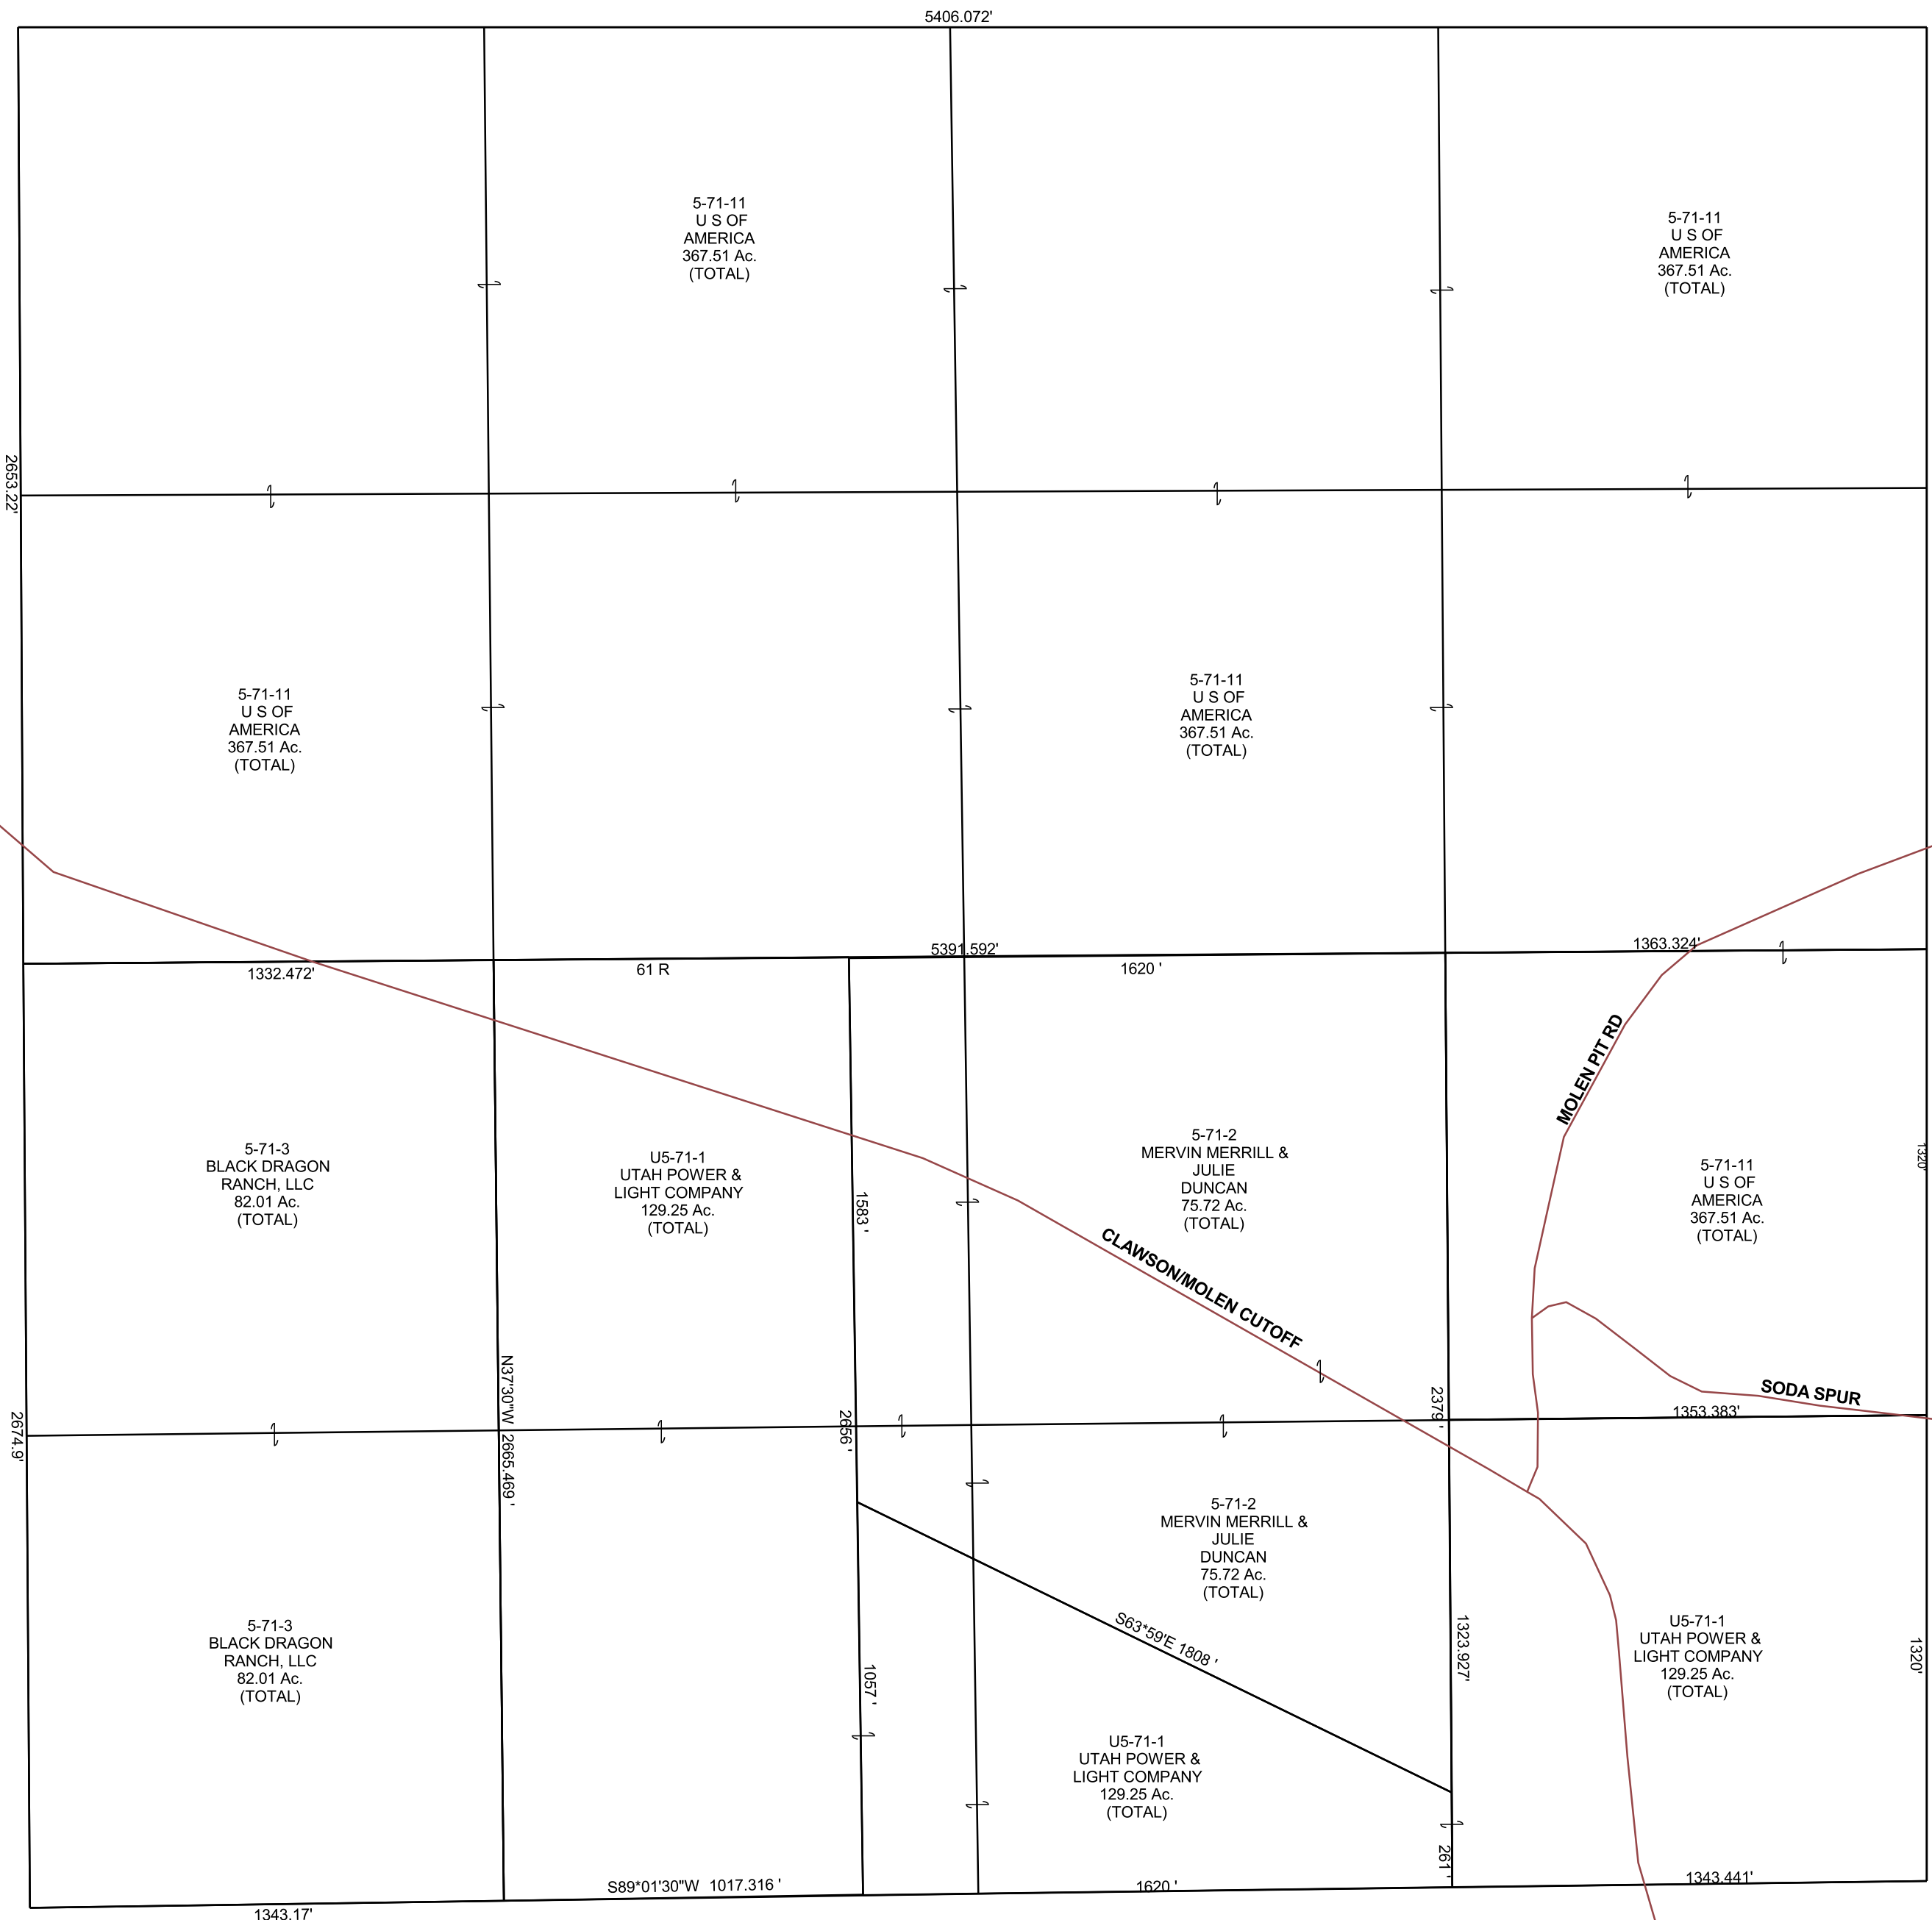 5406.072'
5-71-11
U S OF
AMERICA
367.51 Ac.
(TOTAL)
5-71-11
U S OF
AMERICA
367.51 Ac.
(TOTAL)
2653.22'
5-71-11
U S OF
AMERICA
367.51 Ac.
(TOTAL)
5-71-11
U S OF
AMERICA
367.51 Ac.
(TOTAL)
5391.592'
1363.324'
1332.472'
61 R
1620 '
MOLEN PIT RD
5-71-3
BLACK DRAGON
RANCH, LLC
82.01 Ac.
(TOTAL)
U5-71-1
UTAH POWER &
LIGHT COMPANY
129.25 Ac.
(TOTAL)
1583 '
5-71-2
MERVIN MERRILL &
JULIE
DUNCAN
75.72 Ac.
(TOTAL)
5-71-11
U S OF
AMERICA
367.51 Ac.
(TOTAL)
1320'
CLAWSON/MOLEN CUTOFF
SODA SPUR
1353.383'
2674.9'
N37'30"W 2665.469 '
2656 '
2379 '
5-71-2
MERVIN MERRILL &
JULIE
DUNCAN
75.72 Ac.
(TOTAL)
S63*59'E 1808 '
5-71-3
BLACK DRAGON
RANCH, LLC
82.01 Ac.
(TOTAL)
1057 '
1323.927'
U5-71-1
UTAH POWER &
LIGHT COMPANY
129.25 Ac.
(TOTAL)
1320'
U5-71-1
UTAH POWER &
LIGHT COMPANY
129.25 Ac.
(TOTAL)
261 '
S89*01'30"W 1017.316 '
1620 '
1343.441'
1343.17'